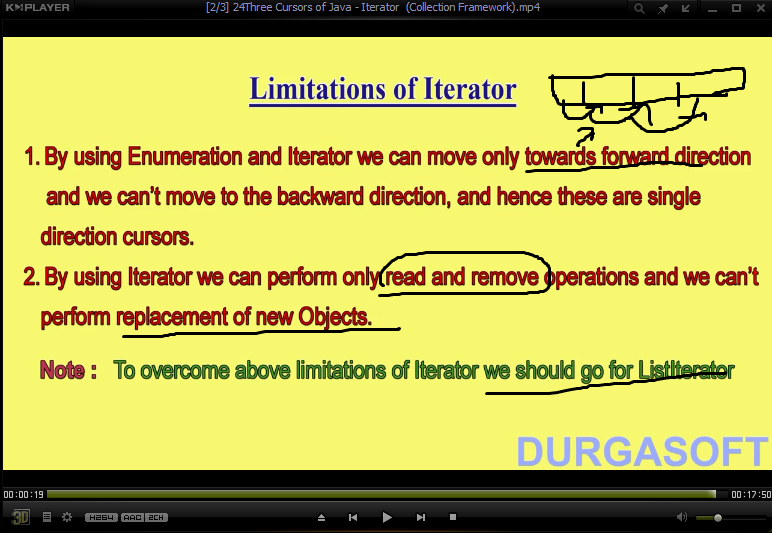 K▸MPLAYER
[2/3] 24Three Cursors of Java - Iterator (Collection Framework).mp4
Limitations of Iterator
1. By using Enumeration and Iterator we can move only towards forward direction
and we can't move to the backward direction, and hence these are single
direction cursors.
2. By using Iterator we can perform only read and remove operations and we can't
perform replacement of new Objects.
Note : To overcome above limitations of Iterator we should go for ListIterator
DURGASOFT
00:00:19 00:17:50
3D H264 AAC 2CH